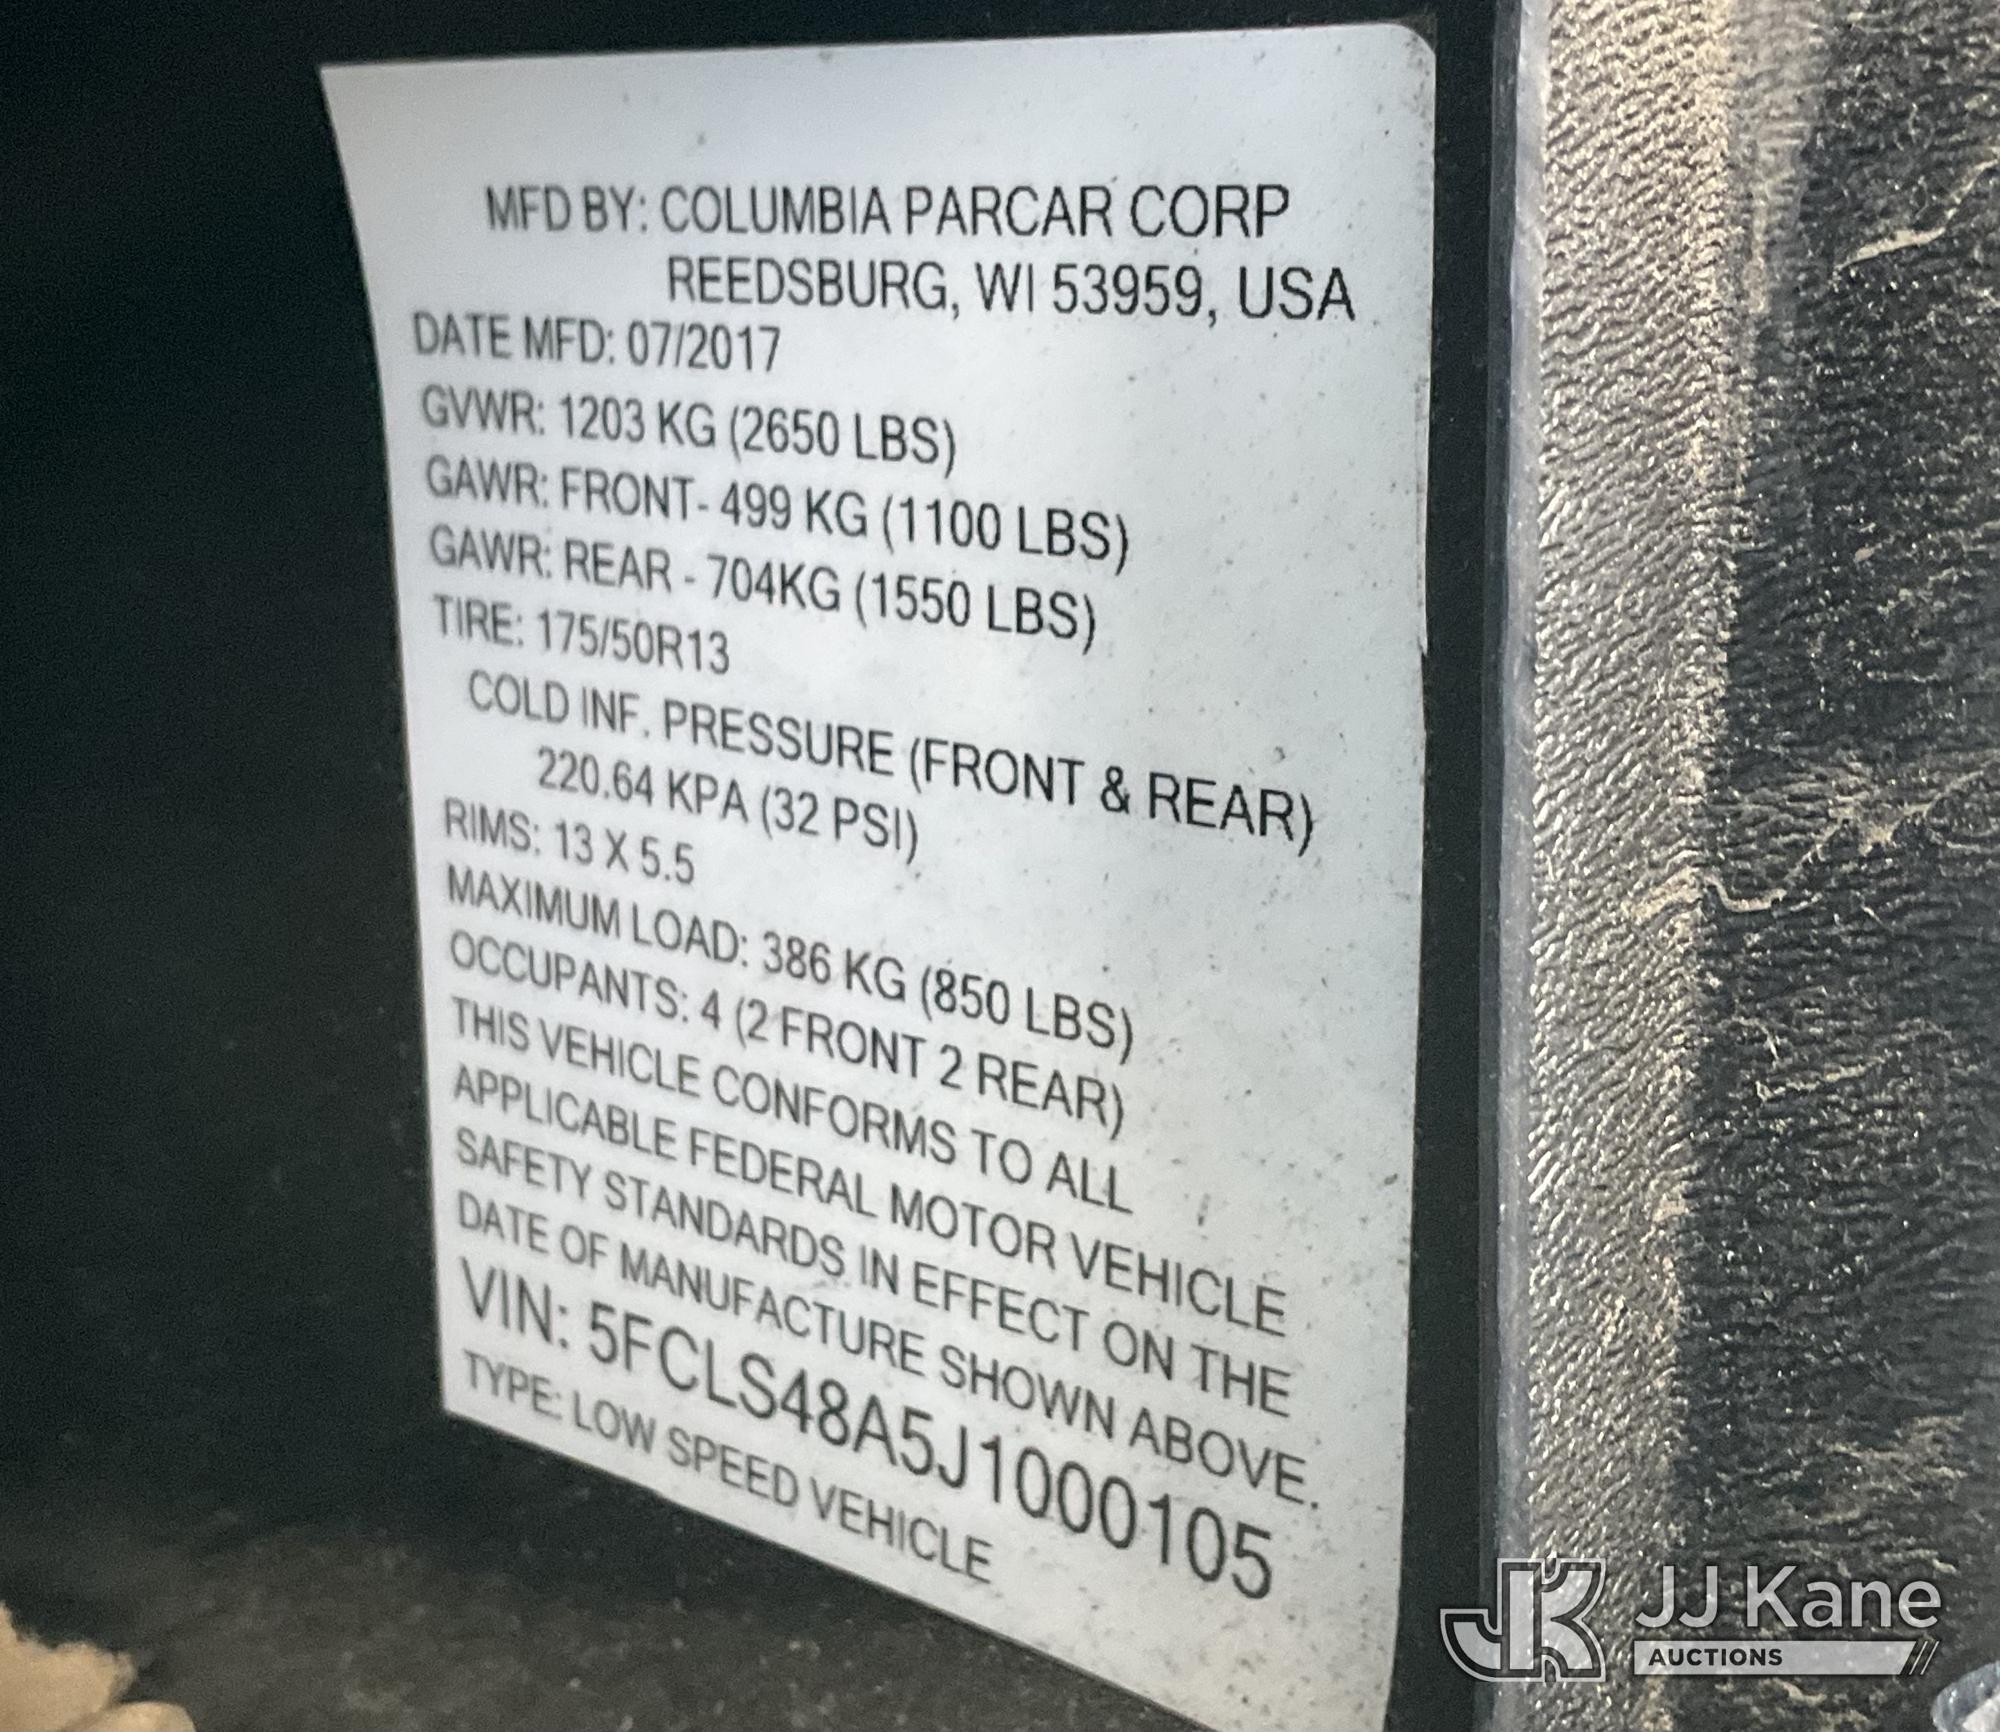 MFD BY: COLUMBIA PARCAR CORP
REEDSBURG, WI 53959, USA
DATE MFD: 07/2017
GVWR: 1203 KG (2650 LBS)
GAWR: FRONT- 499 KG (1100 LBS)
GAWR: REAR - 704KG (1550 LBS)
TIRE: 175/50R13
COLD INF. PRESSURE (FRONT & REAR)
220.64 KPA (32 PSI)
RIMS: 13 X 5.5
MAXIMUM LOAD: 386 KG (850 LBS)
OCCUPANTS: 4 (2 FRONT 2 REAR)
THIS VEHICLE CONFORMS TO ALL
APPLICABLE FEDERAL MOTOR VEHICLE
SAFETY STANDARDS IN EFFECT ON THE
DATE OF MANUFACTURE SHOWN ABOVE.
VIN: 5FCLS48A5J1000105
TYPE: LOW SPEED VEHICLE
JK JJ Kane
AUCTIONS